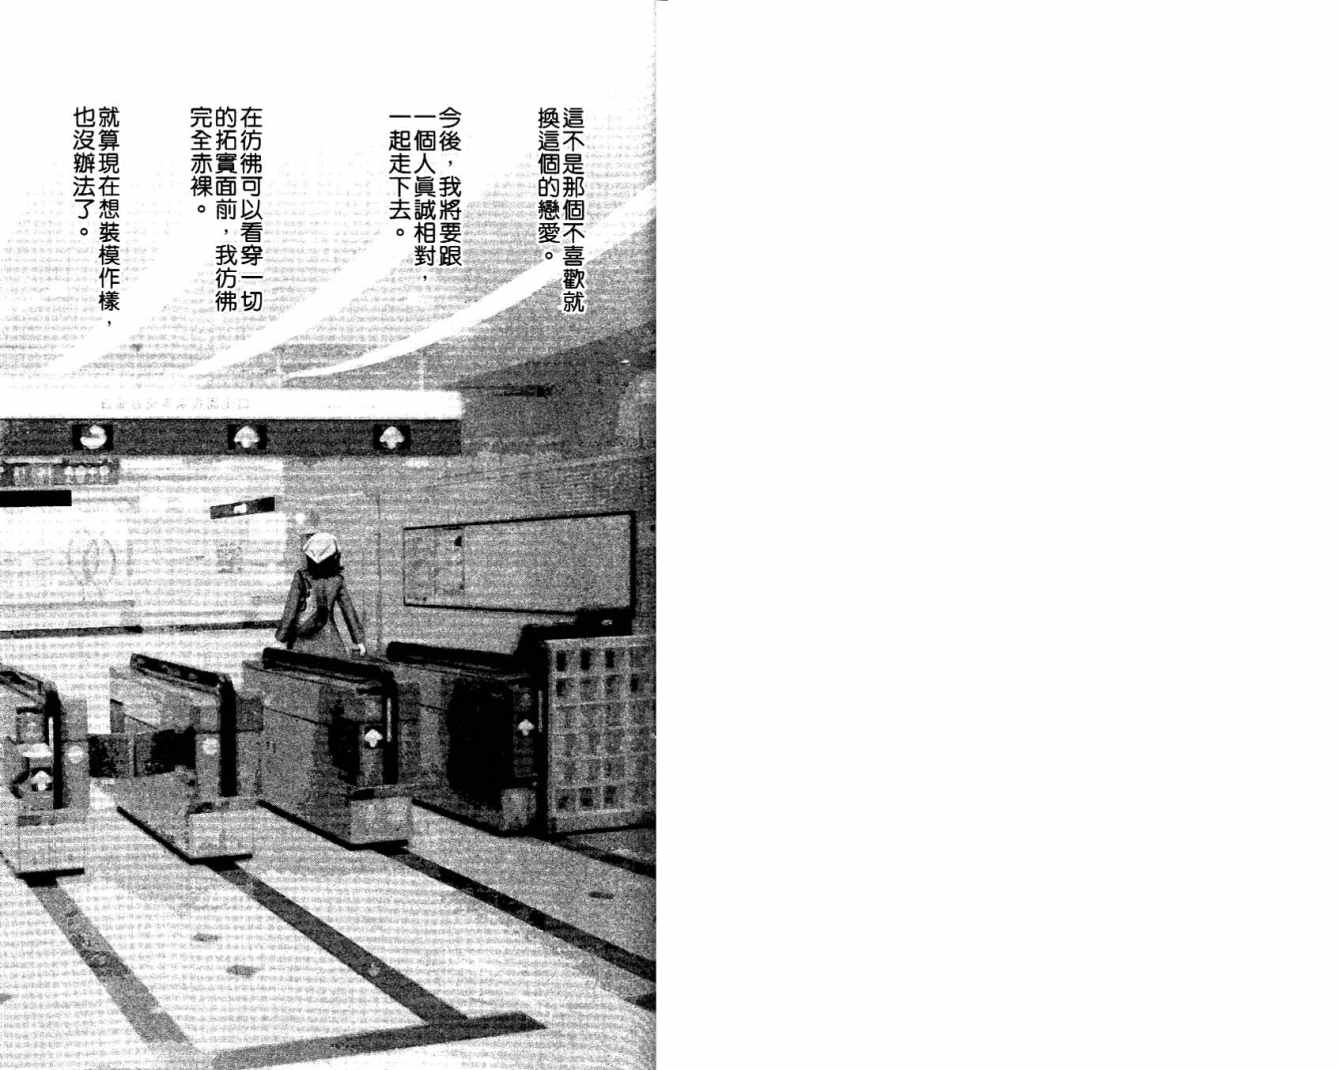 這不是那個不喜歡就
換這個的戀愛。
今後，我將要跟
一個人真誠相對，
一起走下去。
在彷彿可以看穿一切
的拓實面前，我彷彿
完全赤裸。
就算現在想裝模作樣，
也沒辦法了。